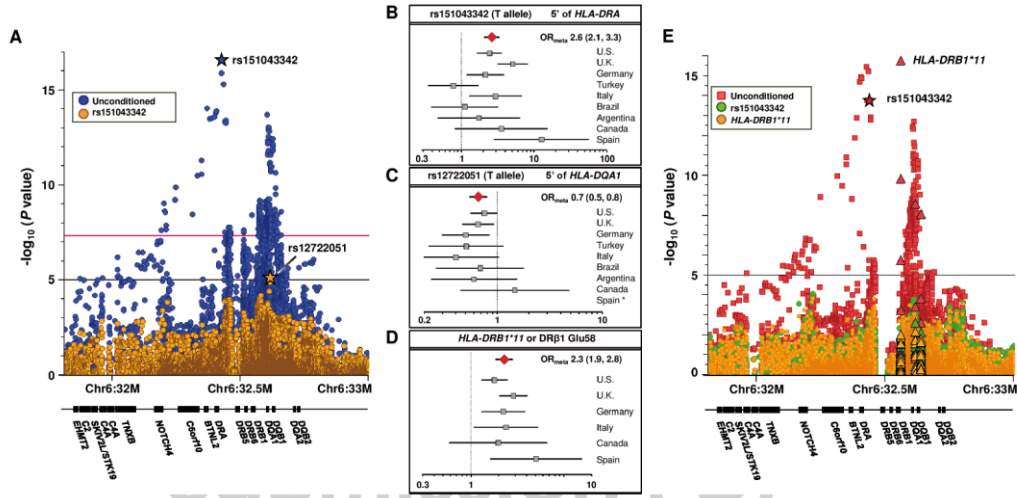 A
-log10 (P value)
15
10
5
0
rs151043342
Unconditioned
rs151043342
rs12722051
Chr6:32M
Chr6:32.5M
Chr6:33M
EHMT2
C2
SKIV2L/STK19
C4A
TNXB
NOTCH4
C6orf10
BTNL2
DRA
DRB5
DRB6
DRB1
DQA1
DQB1
DQA2
DQB2
B
rs151043342 (T allele) 5' of HLA-DRA
ORmeta 2.6 (2.1, 3.3)
U.S.
U.K.
Germany
Turkey
Italy
Brazil
Argentina
Canada
Spain
0.3 1 10 100
C
rs12722051 (T allele) 5' of HLA-DQA1
ORmeta 0.7 (0.5, 0.8)
U.S.
U.K.
Germany
Turkey
Italy
Brazil
Argentina
Canada
Spain *
0.2 1 10
D
HLA-DRB1*11 or DRβ1 Glu58
ORmeta 2.3 (1.9, 2.8)
U.S.
U.K.
Germany
Italy
Canada
Spain
0.3 1 10
E
-log10 (P value)
15
10
5
0
HLA-DRB1*11
rs151043342
Unconditioned
rs151043342
HLA-DRB1*11
Chr6:32M
Chr6:32.5M
Chr6:33M
EHMT2
C2
SKIV2L/STK19
C4A
TNXB
NOTCH4
C6orf10
BTNL2
DRA
DRB5
DRB6
DRB1
DQA1
DQB1
DQA2
DQB2